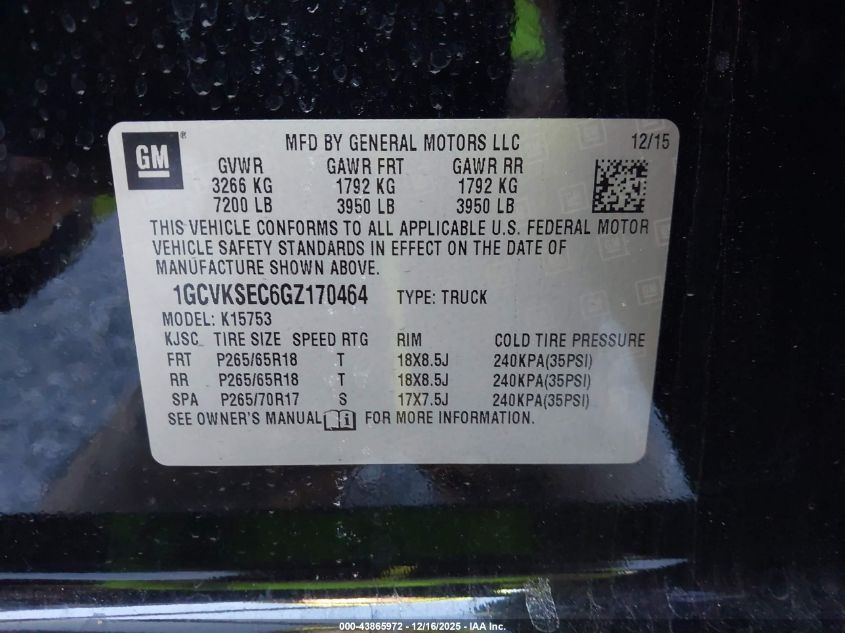 GM ® MFD BY GENERAL MOTORS LLC 12/15
GVWR GAWR FRT GAWR RR
3266 KG 1792 KG 1792 KG
7200 LB 3950 LB 3950 LB
THIS VEHICLE CONFORMS TO ALL APPLICABLE U.S. FEDERAL MOTOR
VEHICLE SAFETY STANDARDS IN EFFECT ON THE DATE OF
MANUFACTURE SHOWN ABOVE.
1GCVKSEC6GZ170464 TYPE: TRUCK
MODEL: K15753
KJSC TIRE SIZE SPEED RTG RIM COLD TIRE PRESSURE
FRT P265/65R18 T 18X8.5J 240KPA(35PSI)
RR P265/65R18 T 18X8.5J 240KPA(35PSI)
SPA P265/70R17 S 17X7.5J 240KPA(35PSI)
SEE OWNER'S MANUAL FOR MORE INFORMATION.
000-43865972 - 12/16/2025 - IAA Inc.